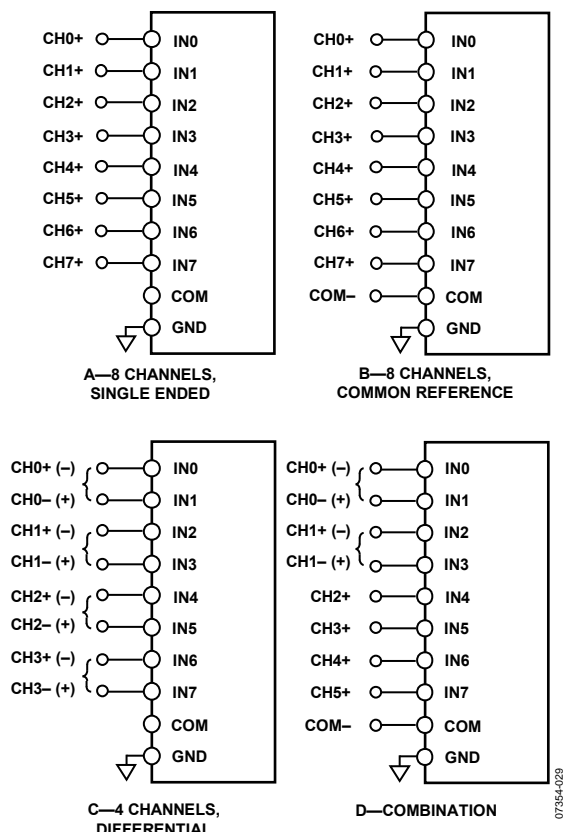 CH0+ IN0
CH1+ IN1
CH2+ IN2
CH3+ IN3
CH4+ IN4
CH5+ IN5
CH6+ IN6
CH7+ IN7
COM
GND
A—8 CHANNELS,
SINGLE ENDED
CH0+ IN0
CH1+ IN1
CH2+ IN2
CH3+ IN3
CH4+ IN4
CH5+ IN5
CH6+ IN6
CH7+ IN7
COM– COM
GND
B—8 CHANNELS,
COMMON REFERENCE
CH0+ (–) IN0
CH0– (+) IN1
CH1+ (–) IN2
CH1– (+) IN3
CH2+ (–) IN4
CH2– (+) IN5
CH3+ (–) IN6
CH3– (+) IN7
COM
GND
C—4 CHANNELS,
DIFFERENTIAL
CH0+ (–) IN0
CH0– (+) IN1
CH1+ (–) IN2
CH1– (+) IN3
CH2+ IN4
CH3+ IN5
CH4+ IN6
CH5+ IN7
COM– COM
GND
D—COMBINATION
07354-029